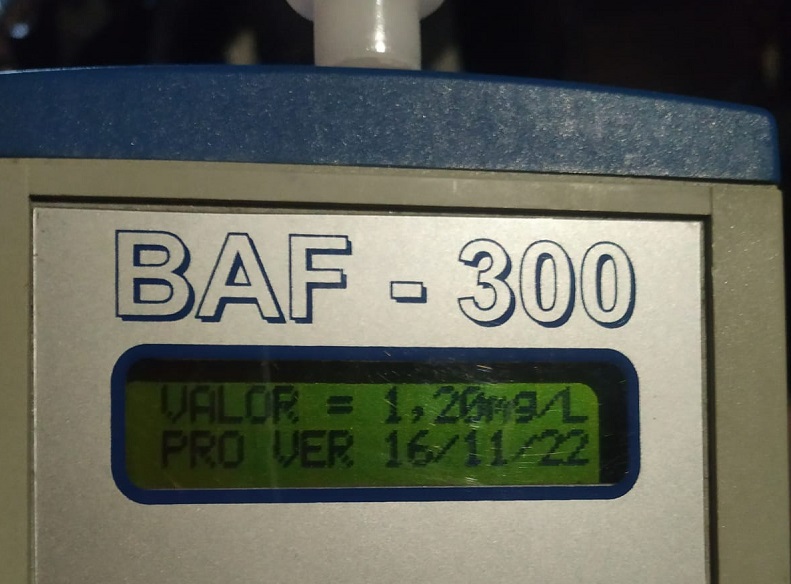 BAF - 300
VALOR = 1,20mg/L
PRO VER 16/11/22